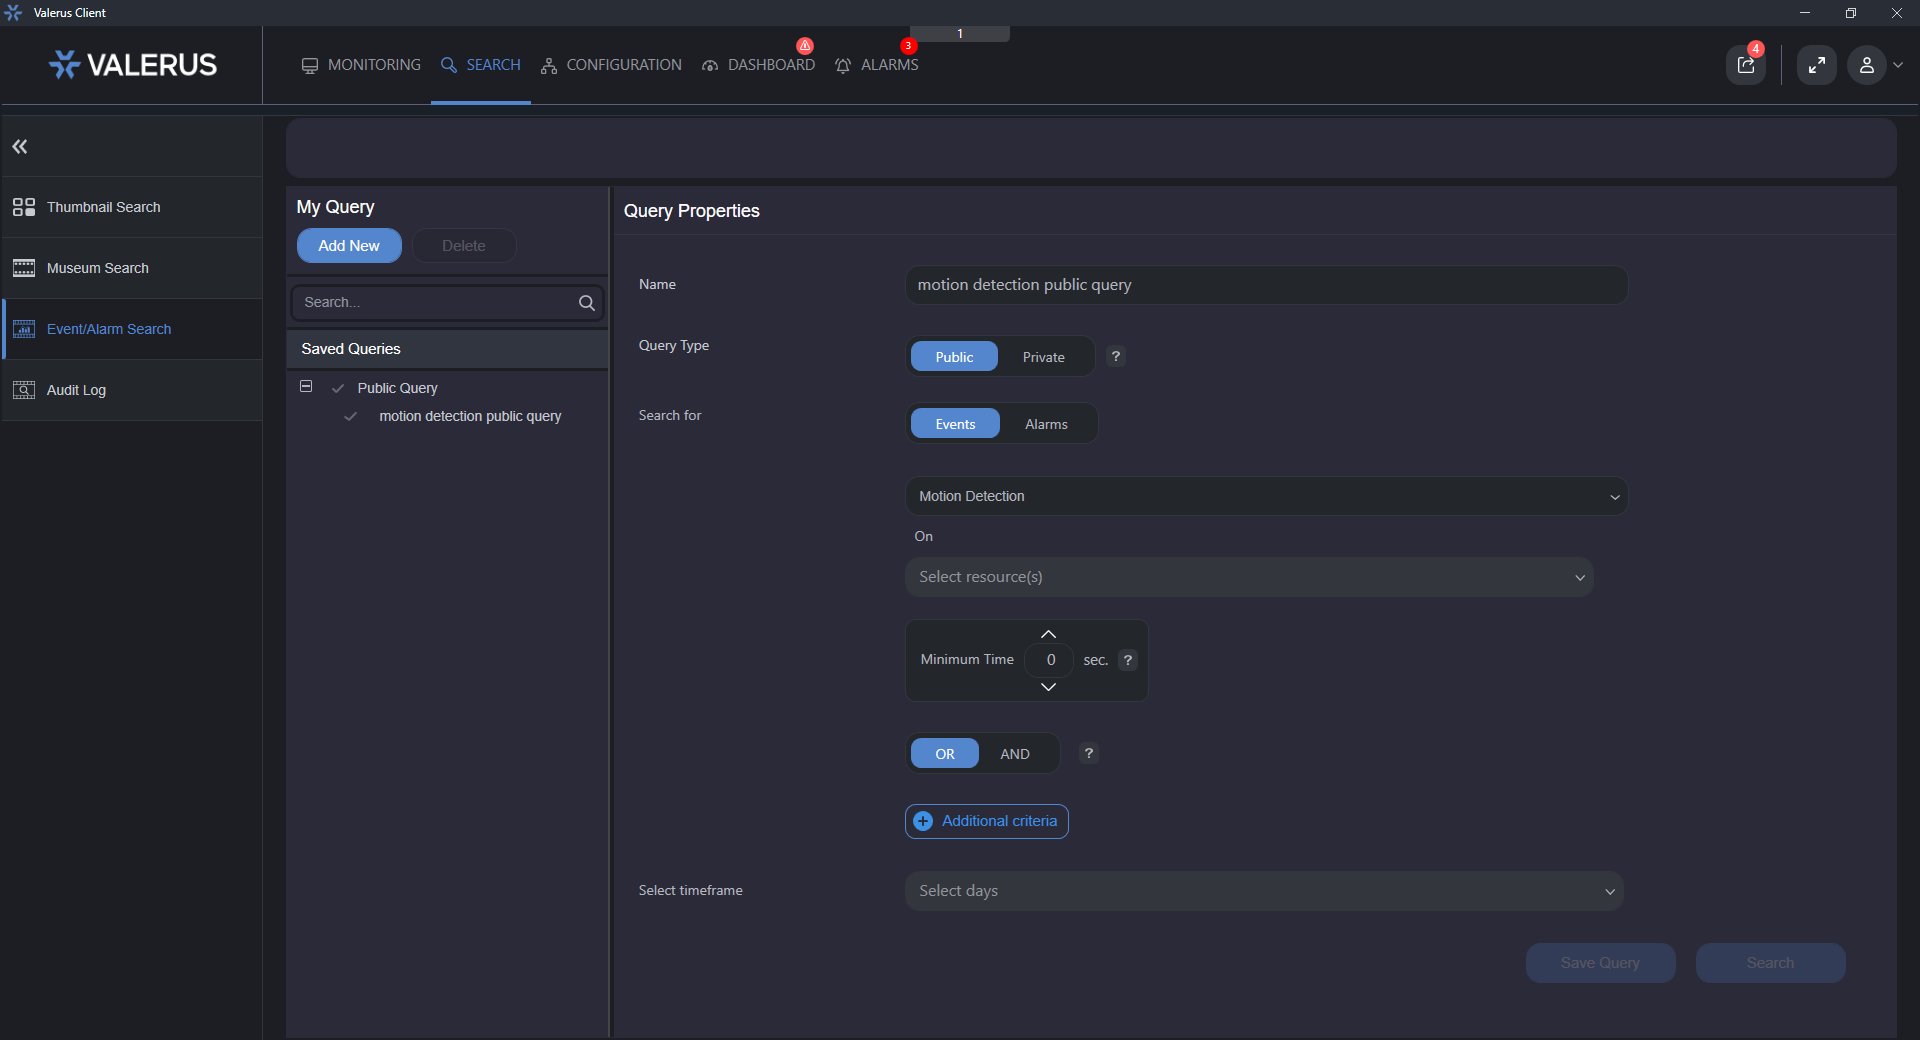 Valerus Client
1
VALERUS
MONITORING
SEARCH
CONFIGURATION
DASHBOARD
3
ALARMS
4
Thumbnail Search
Museum Search
Event/Alarm Search
Audit Log
My Query
Add New
Delete
Search...
Saved Queries
Public Query
motion detection public query
Query Properties
Name
motion detection public query
Query Type
Public
Private
?
Search for
Events
Alarms
Motion Detection
On
Select resource(s)
Minimum Time
0
sec.
?
OR
AND
?
Additional criteria
Select timeframe
Select days
Save Query
Search